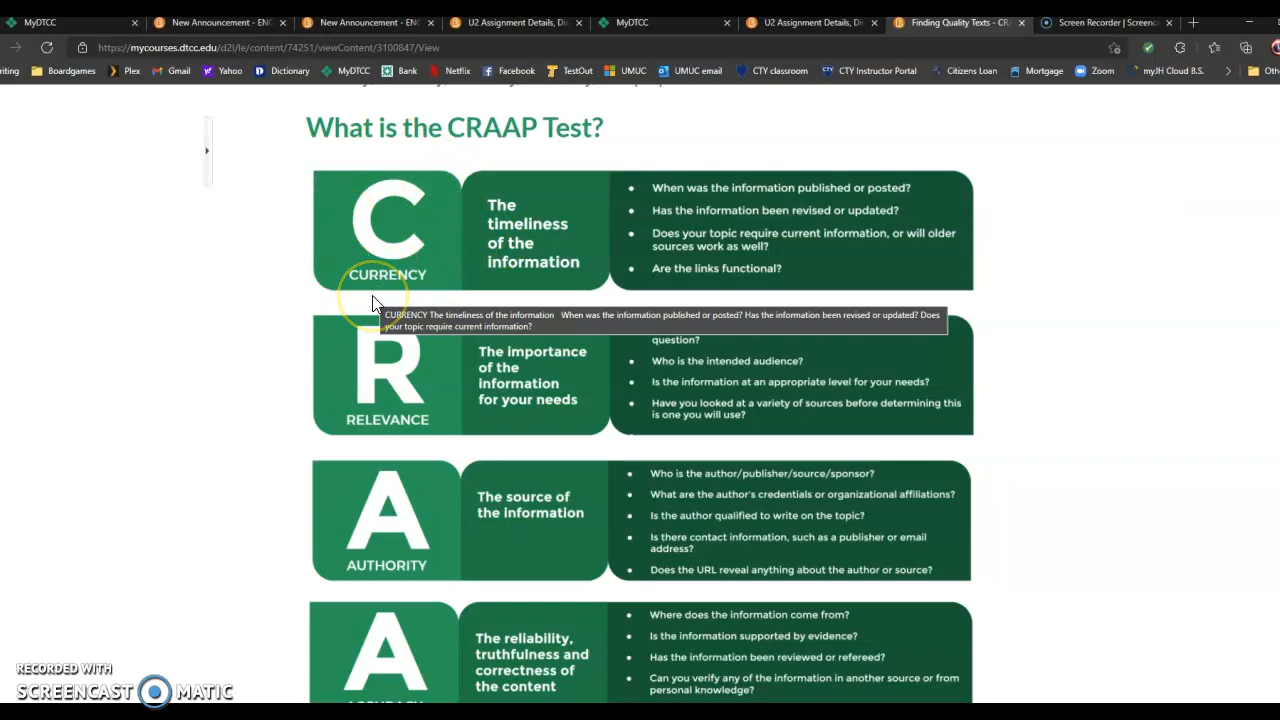 MyDTCC
New Announcement - ENC
New Announcement - ENC
U2 Assignment Details, Dis
MyDTCC
U2 Assignment Details, Dis
Finding Quality Texts - CRA
Screen Recorder | Screenca
https://mycourses.dtcc.edu/d2l/le/content/74251/viewContent/3100847/View
riting
Boardgames
Plex
Gmail
Yahoo
Dictionary
MyDTCC
Bank
Netflix
Facebook
TestOut
UMUC
UMUC email
CTY classroom
CTY Instructor Portal
Citizens Loan
Mortgage
Zoom
myJH Cloud B.S.
Oth
What is the CRAAP Test?
C
CURRENCY
The
timeliness
of the
information
• When was the information published or posted?
• Has the information been revised or updated?
• Does your topic require current information, or will older
sources work as well?
• Are the links functional?
CURRENCY The timeliness of the information When was the information published or posted? Has the information been revised or updated? Does
your topic require current information?
R
RELEVANCE
The importance
of the
information
for your needs
question?
Who is the intended audience?
• Is the information at an appropriate level for your needs?
• Have you looked at a variety of sources before determining this
is one you will use?
A
AUTHORITY
The source of
the information
• Who is the author/publisher/source/sponsor?
• What are the author's credentials or organizational affiliations?
• Is the author qualified to write on the topic?
• Is there contact information, such as a publisher or email
address?
• Does the URL reveal anything about the author or source?
A
The reliability,
truthfulness and
correctness of
the content
• Where does the information come from?
• Is the information supported by evidence?
• Has the information been reviewed or refereed?
• Can you verify any of the information in another source or from
personal knowledge?
RECORDED WITH
SCREENCAST MATIC